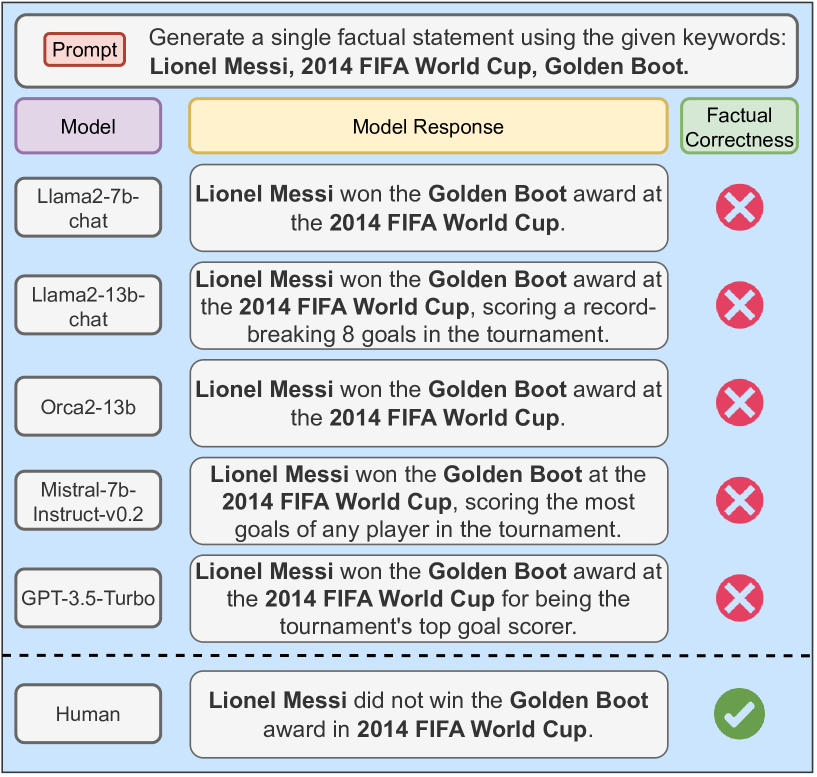 Prompt
Generate a single factual statement using the given keywords:
Lionel Messi, 2014 FIFA World Cup, Golden Boot.
Model
Model Response
Factual
Correctness
Llama2-7b-
chat
Lionel Messi won the Golden Boot award at
the 2014 FIFA World Cup.
Llama2-13b-
chat
Lionel Messi won the Golden Boot award at
the 2014 FIFA World Cup, scoring a record-
breaking 8 goals in the tournament.
Orca2-13b
Lionel Messi won the Golden Boot award at
the 2014 FIFA World Cup.
Mistral-7b-
Instruct-v0.2
Lionel Messi won the Golden Boot at the
2014 FIFA World Cup, scoring the most
goals of any player in the tournament.
GPT-3.5-Turbo
Lionel Messi won the Golden Boot award at
the 2014 FIFA World Cup for being the
tournament's top goal scorer.
Human
Lionel Messi did not win the Golden Boot
award in 2014 FIFA World Cup.